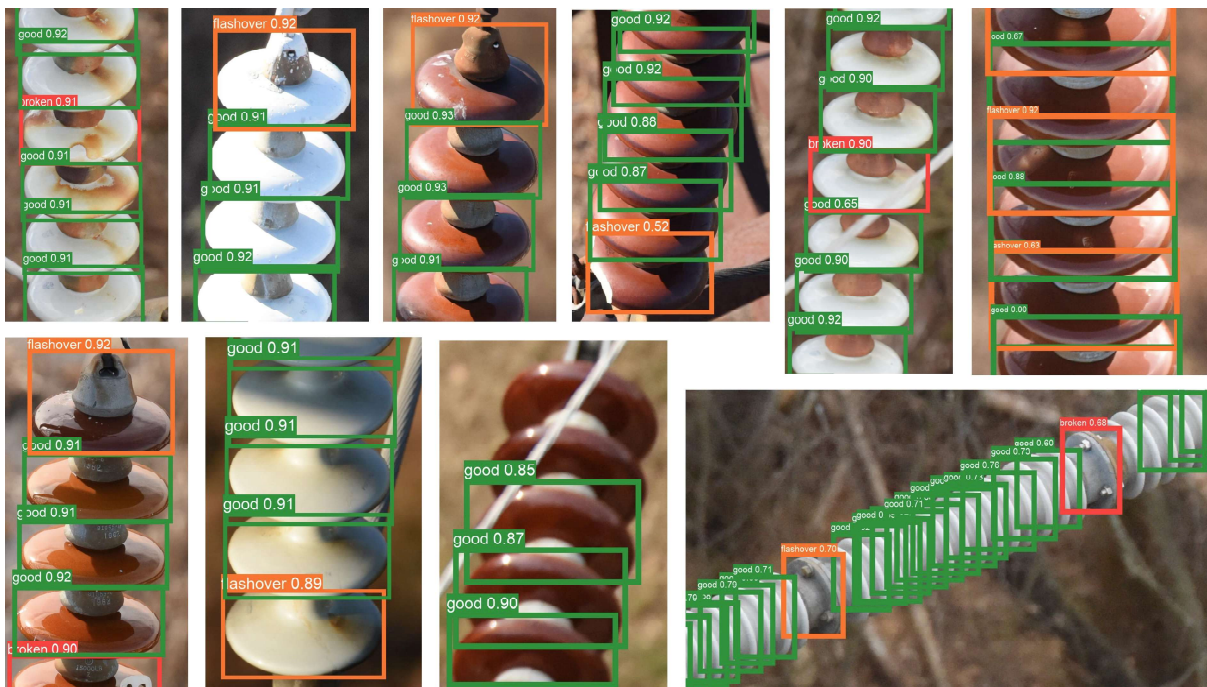 good 0.92
broken 0.91
good 0.91
good 0.91
good 0.91
flashover 0.92
good 0.91
good 0.91
good 0.92
flashover 0.92
good 0.93
good 0.93
good 0.91
good 0.92
good 0.92
good 0.88
good 0.87
flashover 0.52
good 0.92
good 0.90
broken 0.90
good 0.65
good 0.90
good 0.92
flashover 0.92
good 0.88
flashover 0.63
flashover 0.92
good 0.91
good 0.91
good 0.92
broken 0.90
good 0.91
good 0.91
good 0.91
flashover 0.89
good 0.85
good 0.87
good 0.90
broken 0.68
good 0.60
good 0.73
good 0.76
good 0.71
flashover 0.70
good 0.71
good 0.70